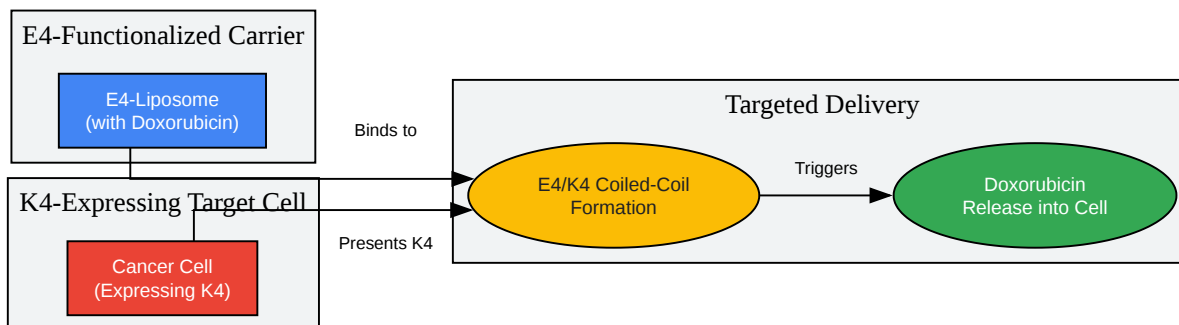 E4-Functionalized Carrier
E4-Liposome
(with Doxorubicin)
Binds to
Targeted Delivery
E4/K4 Coiled-Coil
Formation
Triggers
Doxorubicin
Release into Cell
K4-Expressing Target Cell
Presents K4
Cancer Cell
(Expressing K4)